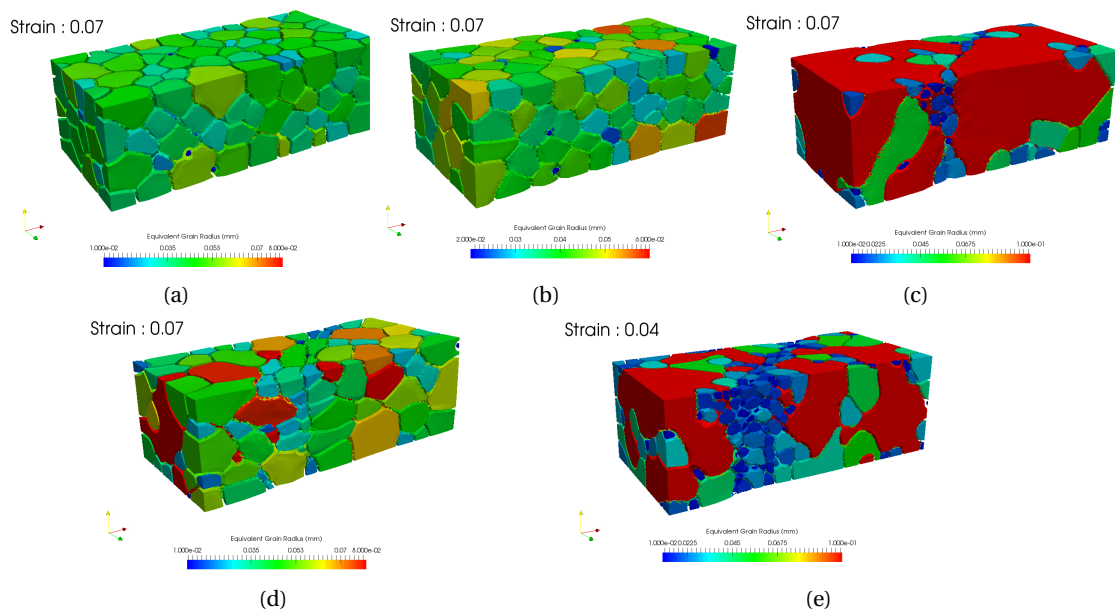 Strain : 0.07
Equivalent Grain Radius (mm)
1.000e-02 0.035 0.053 0.07 8.000e-02
(a)
Strain : 0.07
Equivalent Grain Radius (mm)
2.000e-02 0.03 0.04 0.05 6.000e-02
(b)
Strain : 0.07
Equivalent Grain Radius (mm)
1.000e-02 0.0225 0.045 0.0675 1.000e-01
(c)
Strain : 0.07
Equivalent Grain Radius (mm)
1.000e-02 0.035 0.053 0.07 8.000e-02
(d)
Strain : 0.04
Equivalent Grain Radius (mm)
1.000e-02 0.0225 0.045 0.0675 1.000e-01
(e)